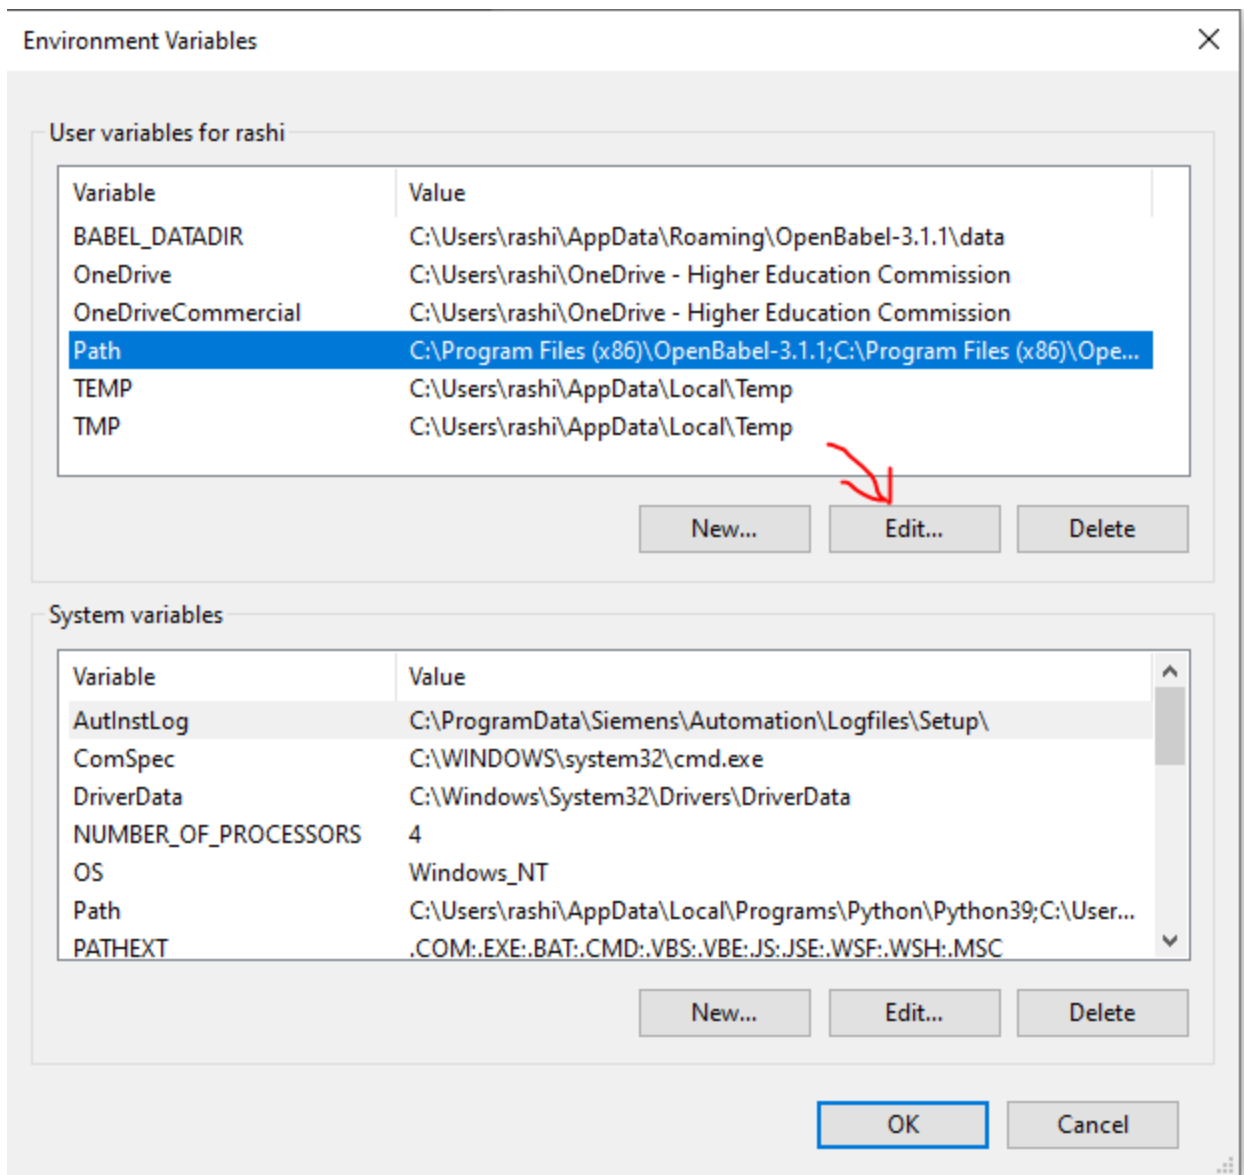 Environment Variables
User variables for rashi
Variable Value
BABEL_DATADIR C:\Users\rashi\AppData\Roaming\OpenBabel-3.1.1\data
OneDrive C:\Users\rashi\OneDrive - Higher Education Commission
OneDriveCommercial C:\Users\rashi\OneDrive - Higher Education Commission
Path C:\Program Files (x86)\OpenBabel-3.1.1;C:\Program Files (x86)\Ope...
TEMP C:\Users\rashi\AppData\Local\Temp
TMP C:\Users\rashi\AppData\Local\Temp
New... Edit... Delete
System variables
Variable Value
AutInstLog C:\ProgramData\Siemens\Automation\Logfiles\Setup\
ComSpec C:\WINDOWS\system32\cmd.exe
DriverData C:\Windows\System32\Drivers\DriverData
NUMBER_OF_PROCESSORS 4
OS Windows_NT
Path C:\Users\rashi\AppData\Local\Programs\Python\Python39;C:\User...
PATHEXT .COM;.EXE;.BAT;.CMD;.VBS;.VBE;.JS;.JSE;.WSF;.WSH;.MSC
New... Edit... Delete
OK Cancel